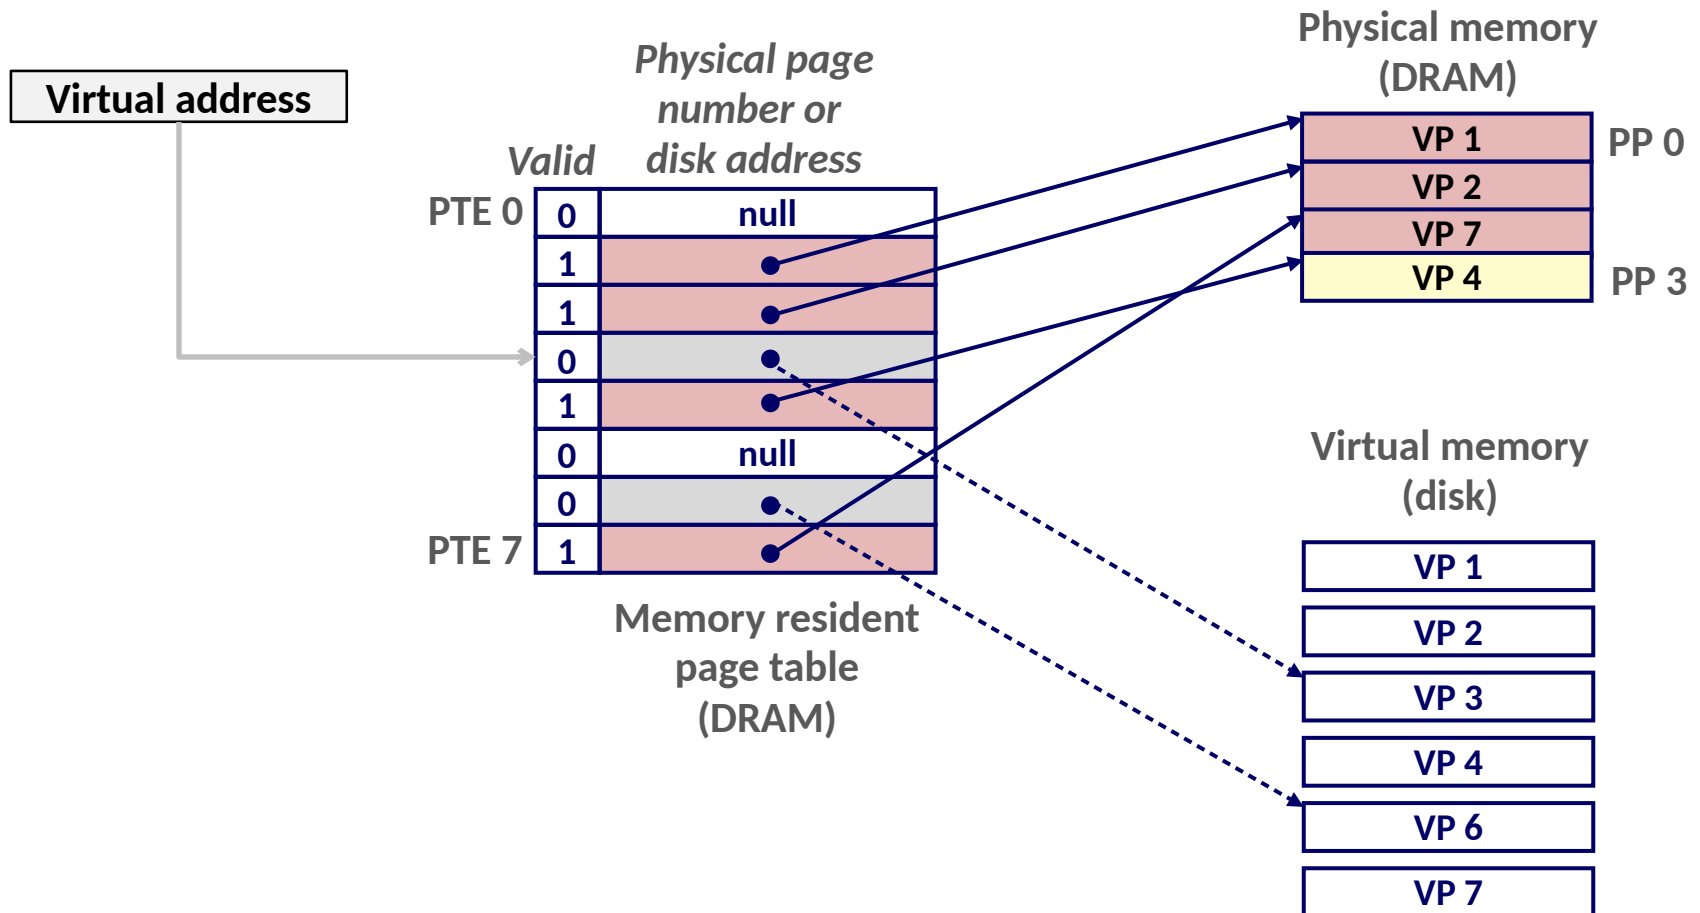 Virtual address
Physical page
number or
disk address
Valid
PTE 0
0
null
1
1
0
1
0
null
0
PTE 7
1
Memory resident
page table
(DRAM)
Physical memory
(DRAM)
VP 1
PP 0
VP 2
VP 7
VP 4
PP 3
Virtual memory
(disk)
VP 1
VP 2
VP 3
VP 4
VP 6
VP 7